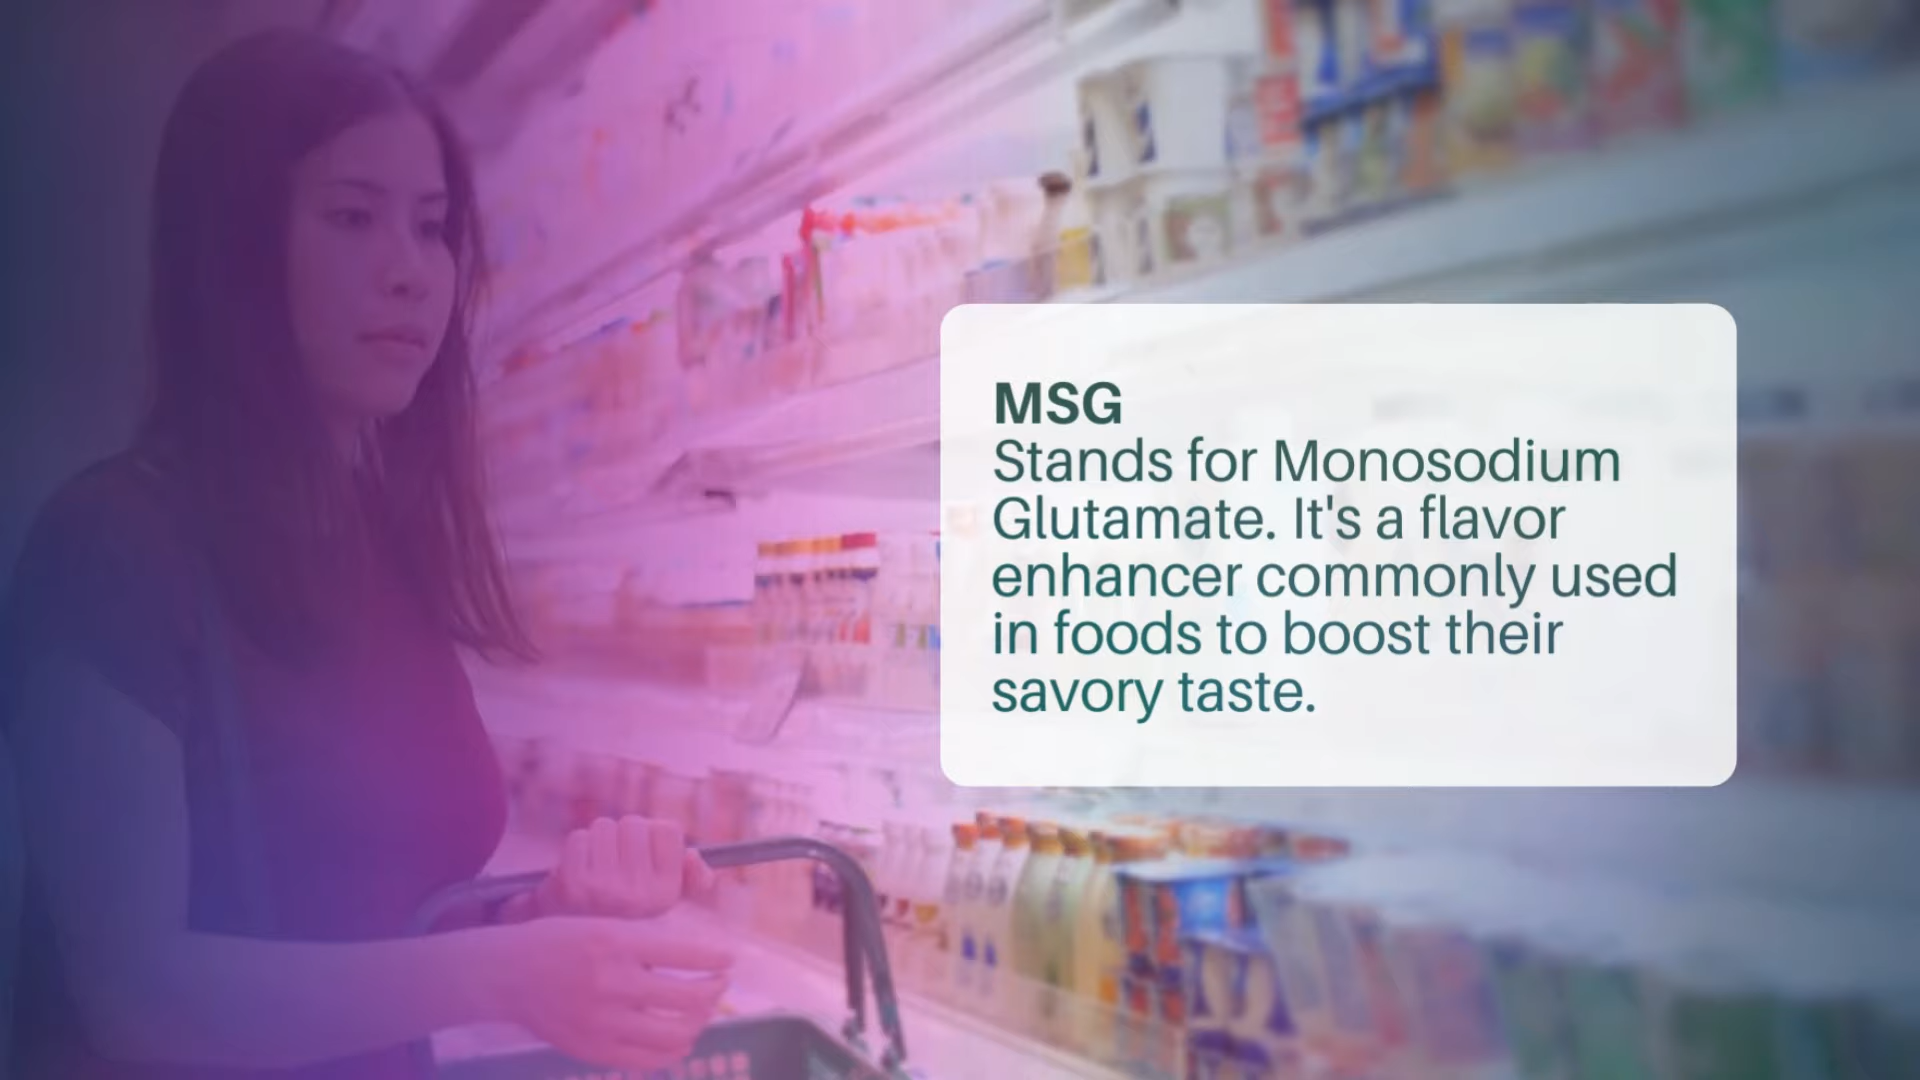 MSG
Stands for Monosodium
Glutamate. It's a flavor
enhancer commonly used
in foods to boost their
savory taste.